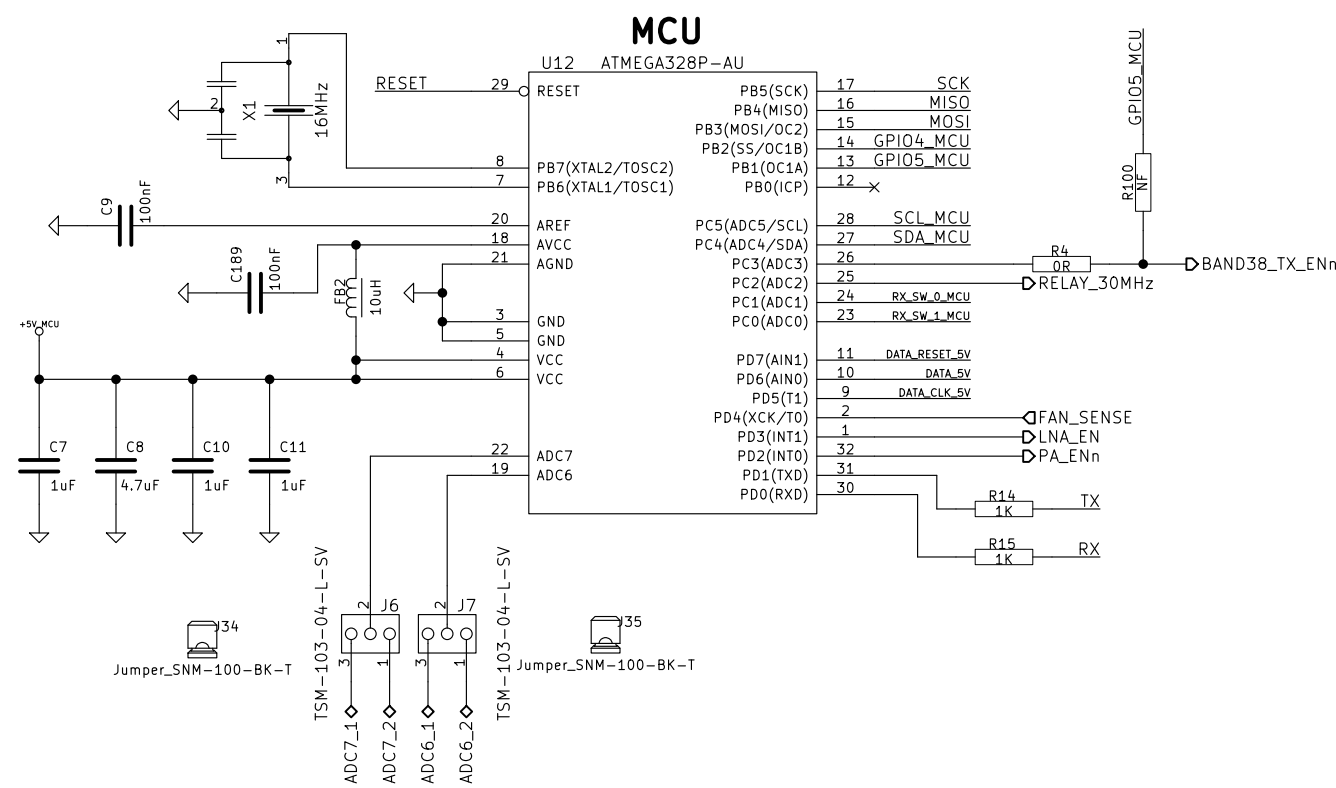 MCU
U12 ATMEGA328P-AU
RESET 29 RESET
1
2
3
X1
16MHz
8 PB7(XTAL2/TOSC2)
7 PB6(XTAL1/TOSC1)
C9
100nF
20 AREF
18 AVCC
21 AGND
C189
100nF
FB2
10uH
3 GND
5 GND
4 VCC
6 VCC
+5V_MCU
C7
1uF
C8
4.7uF
C10
1uF
C11
1uF
22 ADC7
19 ADC6
PB5(SCK) 17 SCK
PB4(MISO) 16 MISO
PB3(MOSI/OC2) 15 MOSI
PB2(SS/OC1B) 14 GPIO4_MCU
PB1(OC1A) 13 GPIO5_MCU
PB0(ICP) 12
PC5(ADC5/SCL) 28 SCL_MCU
PC4(ADC4/SDA) 27 SDA_MCU
PC3(ADC3) 26
PC2(ADC2) 25 RELAY_30MHz
PC1(ADC1) 24 RX_SW_0_MCU
PC0(ADC0) 23 RX_SW_1_MCU
PD7(AIN1) 11 DATA_RESET_5V
PD6(AIN0) 10 DATA_5V
PD5(T1) 9 DATA_CLK_5V
PD4(XCK/T0) 2 FAN_SENSE
PD3(INT1) 1 LNA_EN
PD2(INT0) 32 PA_ENn
PD1(TXD) 31
PD0(RXD) 30
GPIO5_MCU
R100
NF
R4
0R
BAND38_TX_ENn
R14
1K
TX
R15
1K
RX
TSM-103-04-L-SV
J6
2
3
1
ADC7_1
ADC7_2
J7
2
3
1
ADC6_1
ADC6_2
TSM-103-04-L-SV
J34
Jumper_SNM-100-BK-T
J35
Jumper_SNM-100-BK-T